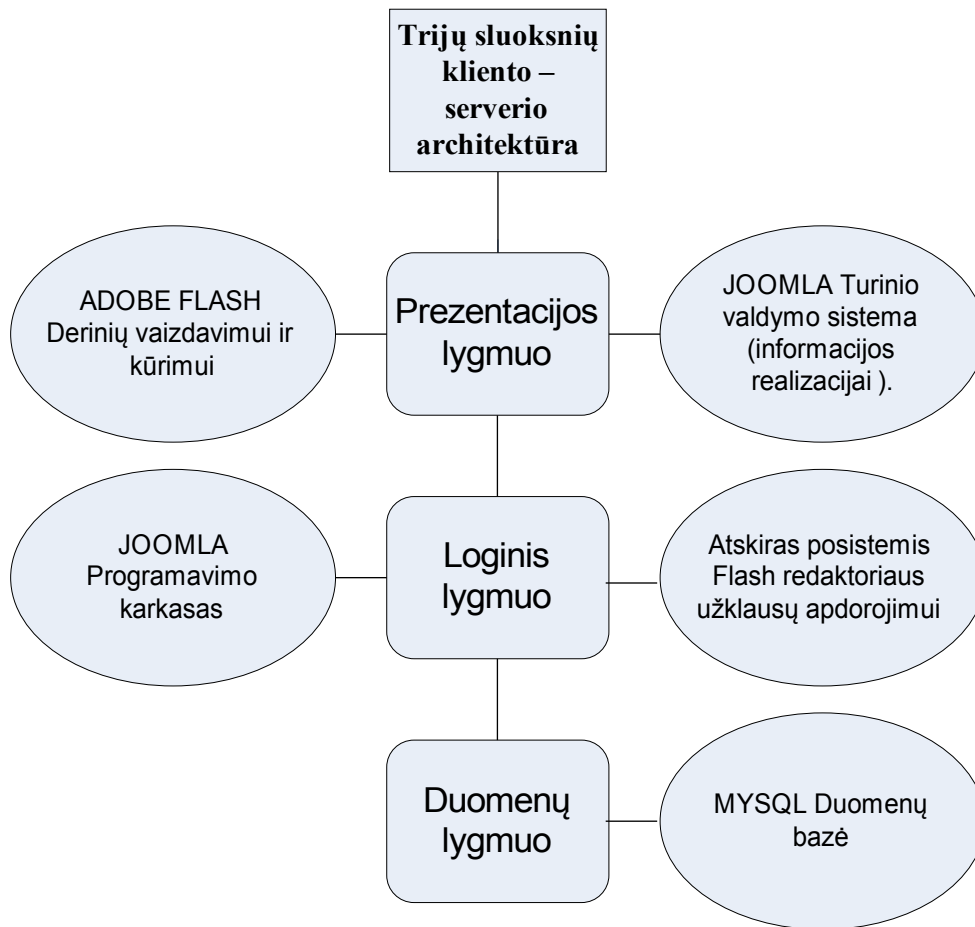 Trijų sluoksnių
kliento –
serverio
architektūra
ADOBE FLASH
Derinių vaizdavimui ir
kūrimui
Prezentacijos
lygmuo
JOOMLA Turinio
valdymo sistema
(informacijos
realizacijai ).
JOOMLA
Programavimo
karkasas
Loginis
lygmuo
Atskiras posistemis
Flash redaktoriaus
užklausų apdorojimui
Duomenų
lygmuo
MYSQL Duomenų
bazė